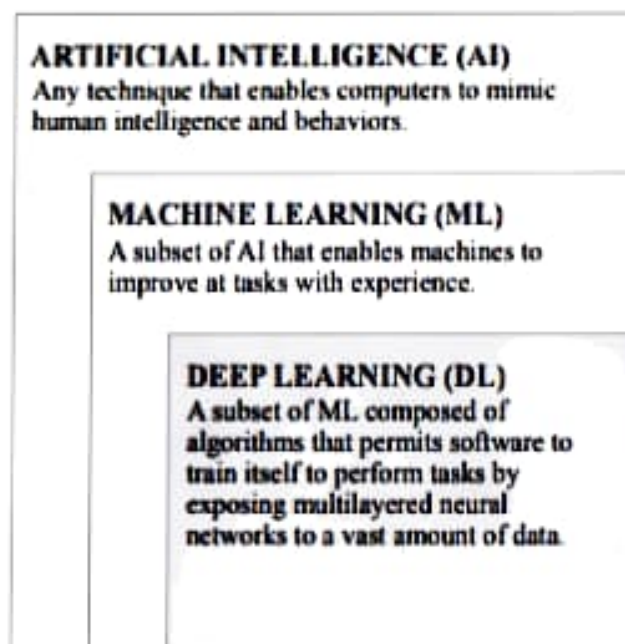 ARTIFICIAL INTELLIGENCE (AI)
Any technique that enables computers to mimic
human intelligence and behaviors.
MACHINE LEARNING (ML)
A subset of AI that enables machines to
improve at tasks with experience.
DEEP LEARNING (DL)
A subset of ML composed of
algorithms that permits software to
train itself to perform tasks by
exposing multilayered neural
networks to a vast amount of data.